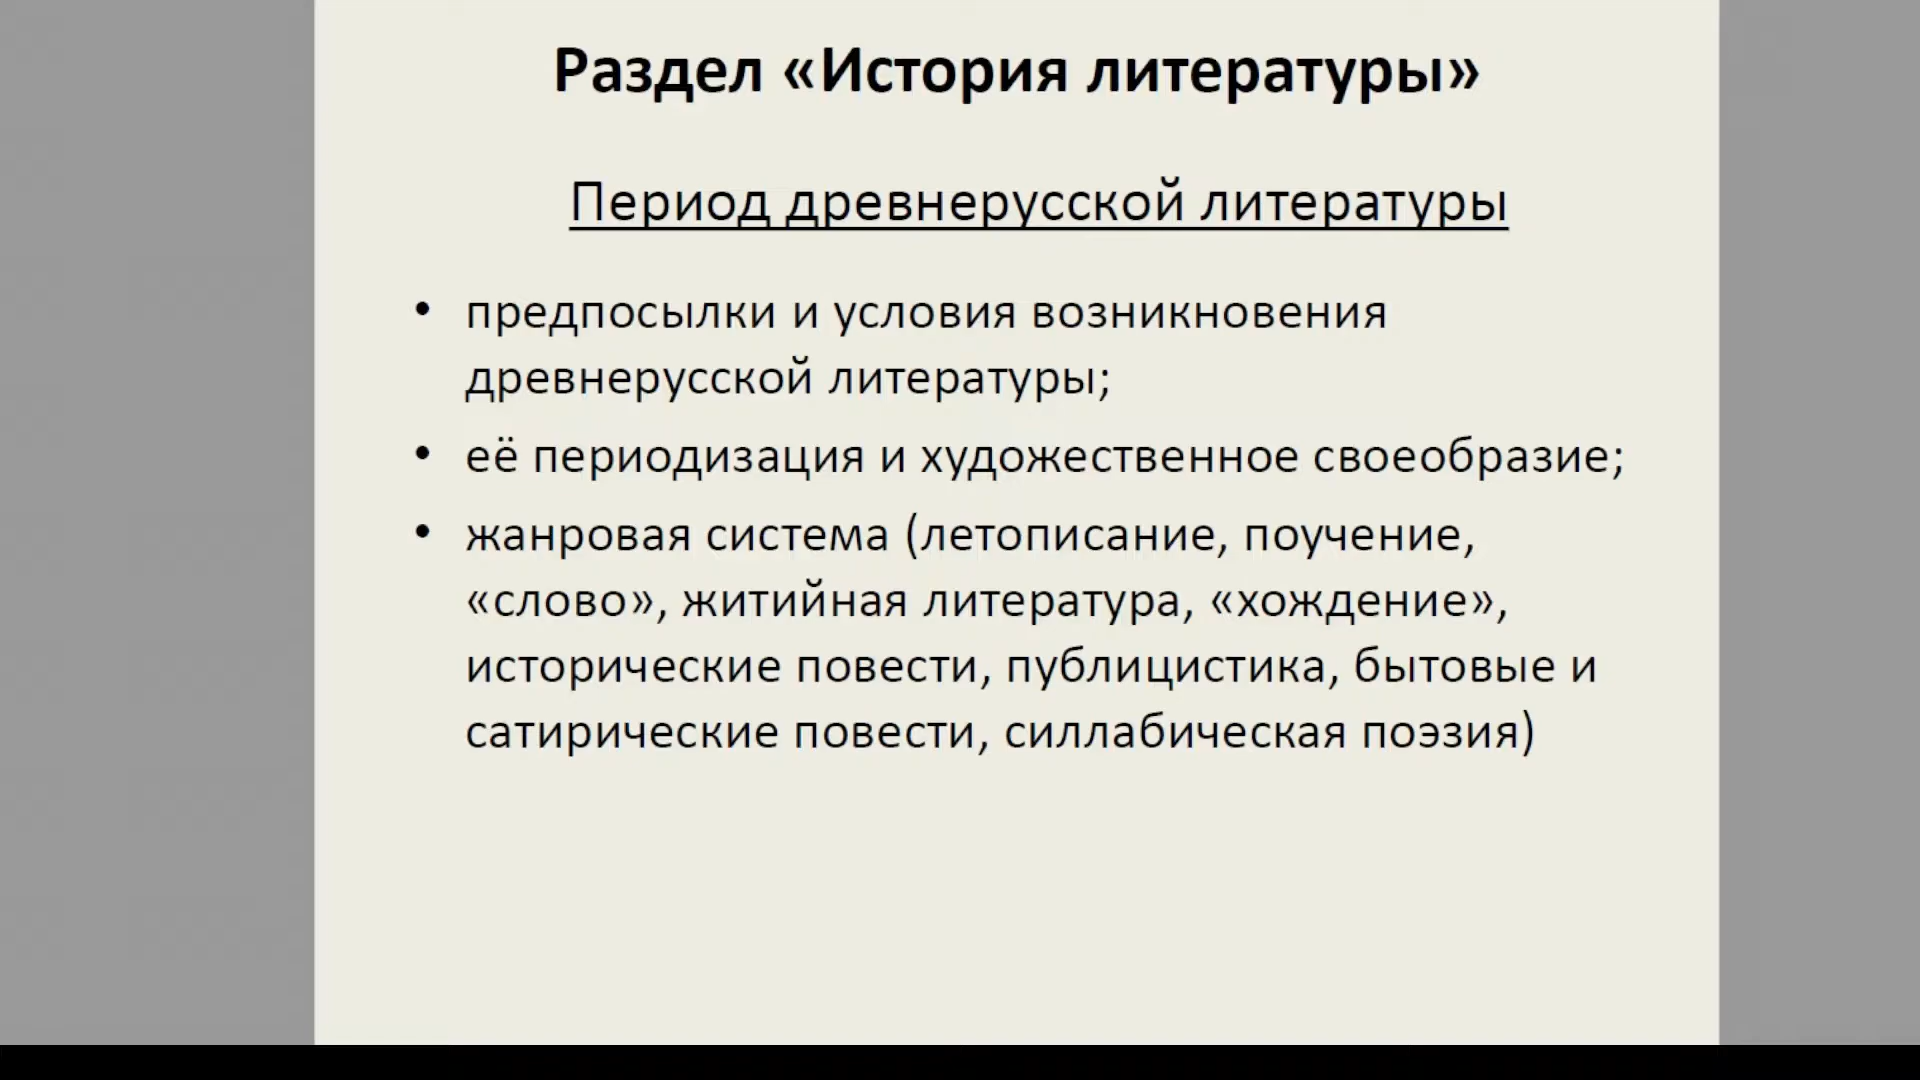 Раздел «История литературы»
Период древнерусской литературы
• предпосылки и условия возникновения
древнерусской литературы;
• её периодизация и художественное своеобразие;
• жанровая система (летописание, поучение,
«слово», житийная литература, «хождение»,
исторические повести, публицистика, бытовые и
сатирические повести, силлабическая поэзия)